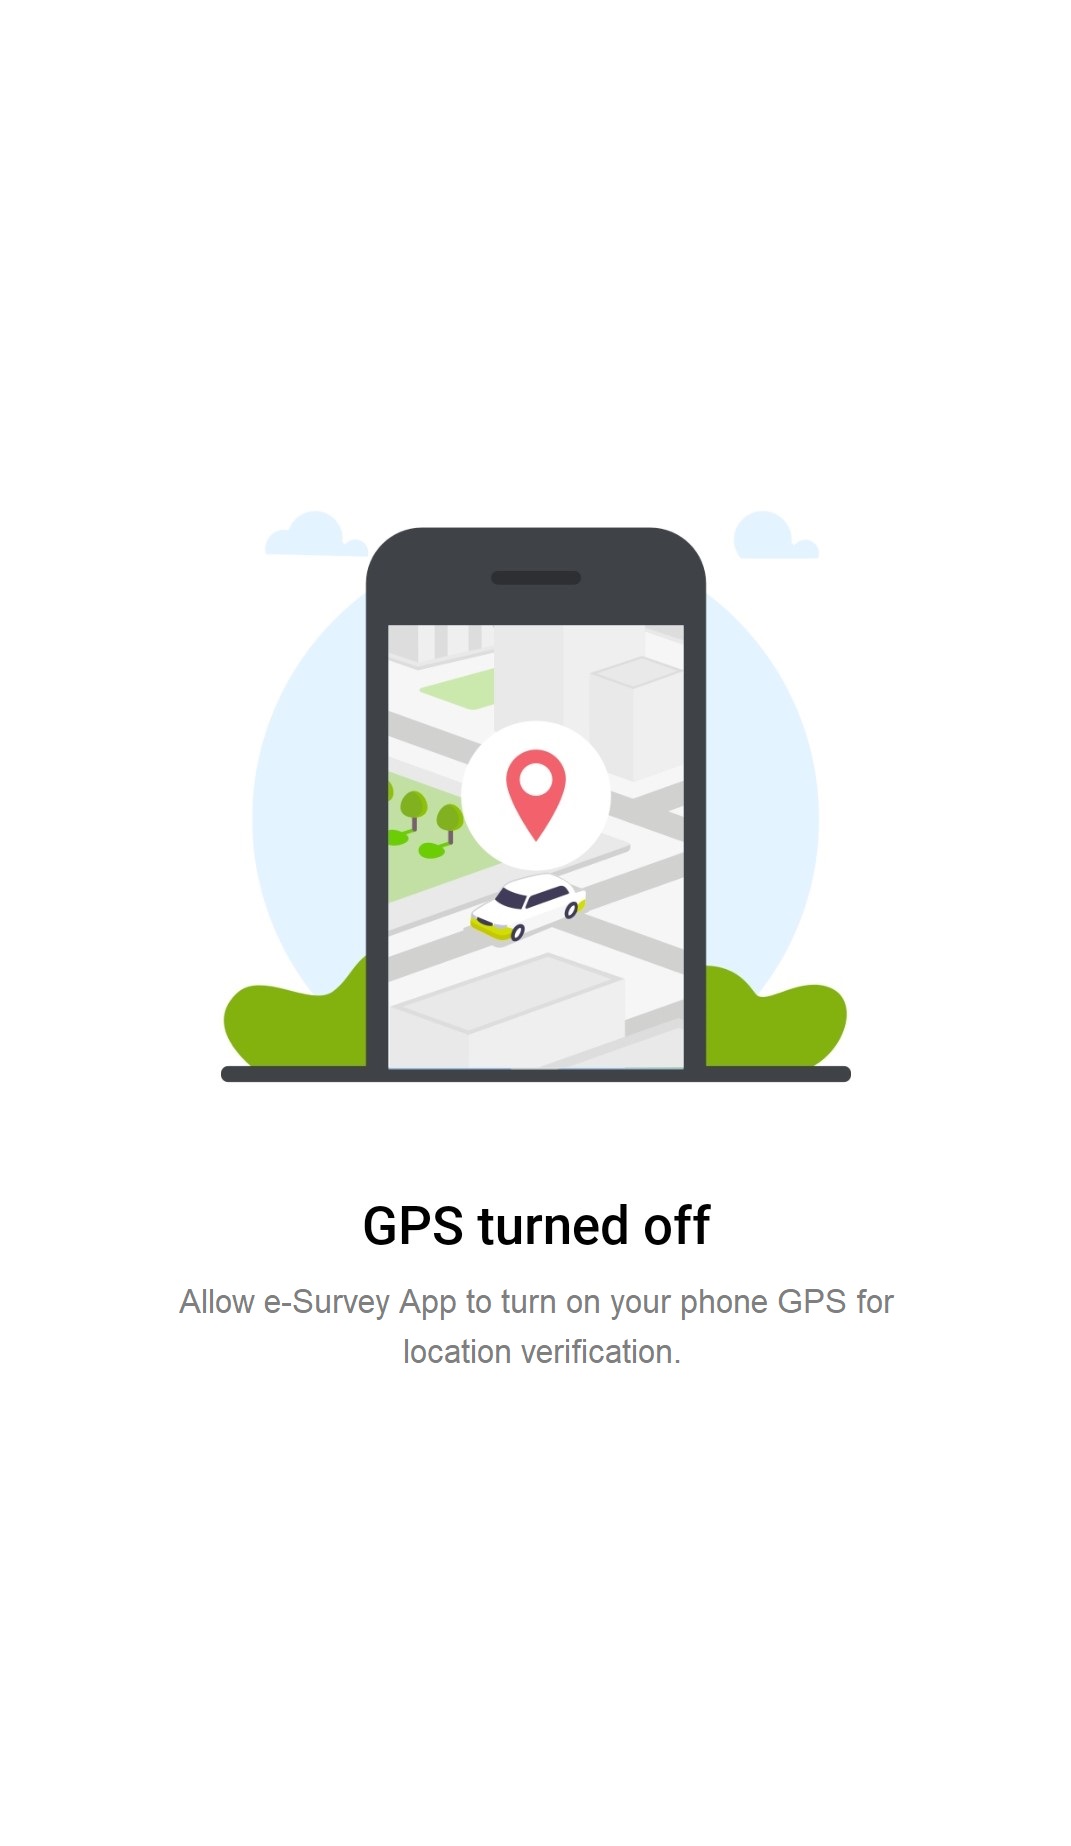 GPS turned off
Allow e-Survey App to turn on your phone GPS for
location verification.